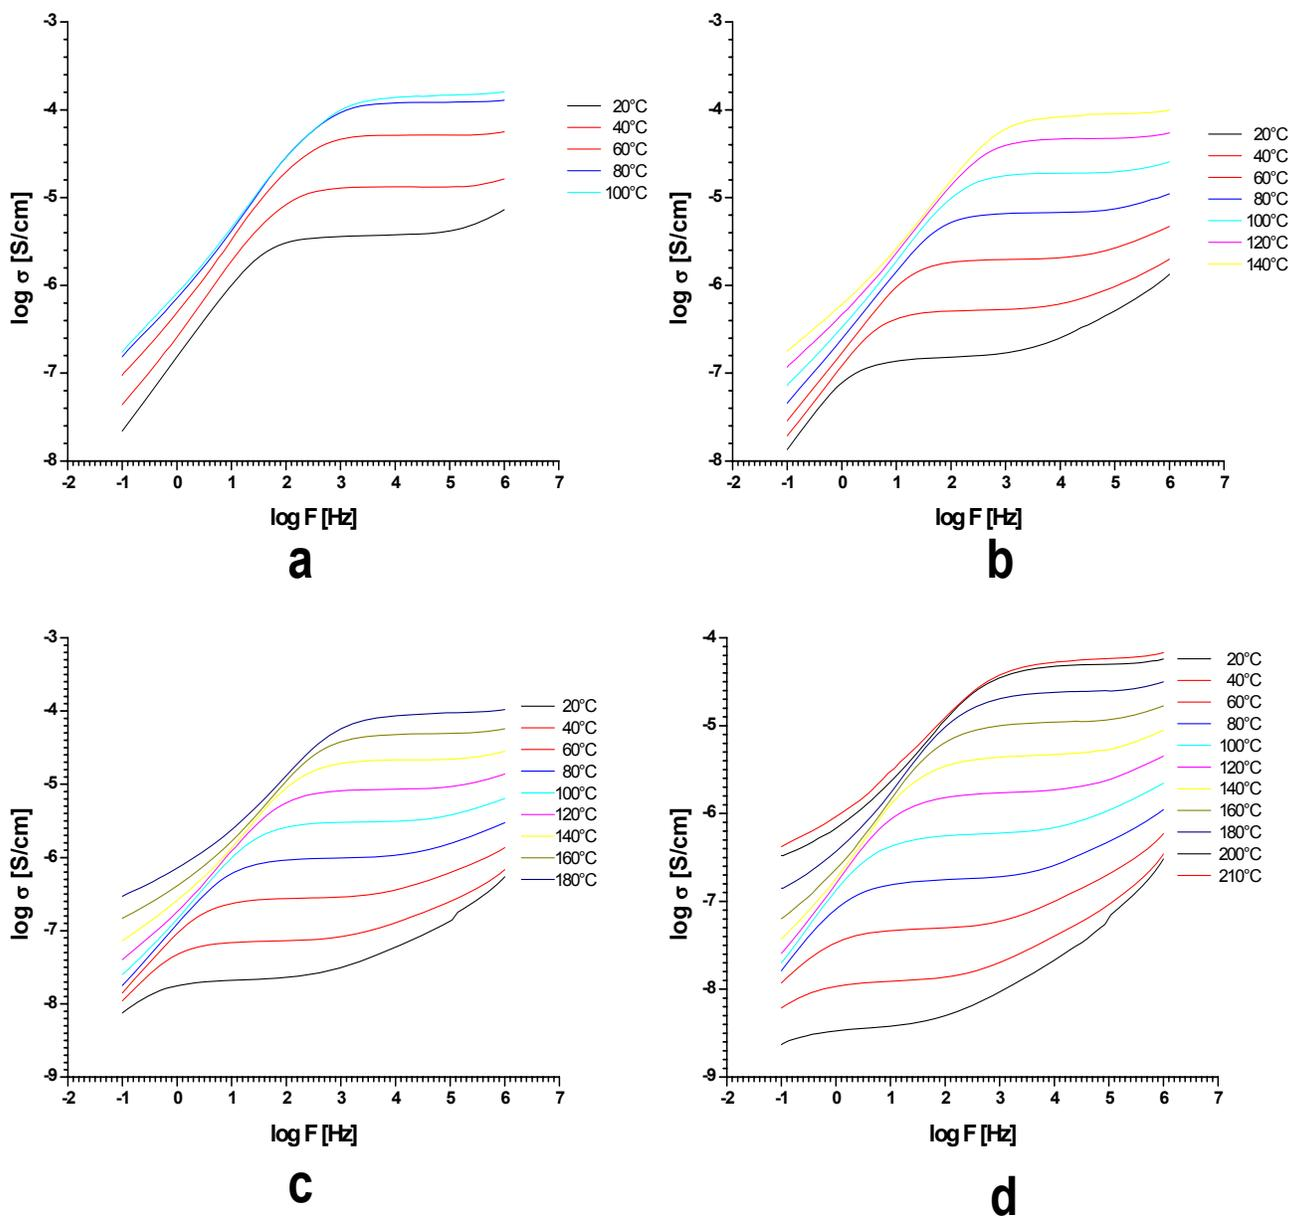 -3
-4
-5
-6
-7
-8
-2 -1 0 1 2 3 4 5 6 7
log σ [S/cm]
log F [Hz]
20°C
40°C
60°C
80°C
100°C
a
-3
-4
-5
-6
-7
-8
-2 -1 0 1 2 3 4 5 6 7
log σ [S/cm]
log F [Hz]
20°C
40°C
60°C
80°C
100°C
120°C
140°C
b
-3
-4
-5
-6
-7
-8
-9
-2 -1 0 1 2 3 4 5 6 7
log σ [S/cm]
log F [Hz]
20°C
40°C
60°C
80°C
100°C
120°C
140°C
160°C
180°C
c
-4
-5
-6
-7
-8
-9
-2 -1 0 1 2 3 4 5 6 7
log σ [S/cm]
log F [Hz]
20°C
40°C
60°C
80°C
100°C
120°C
140°C
160°C
180°C
200°C
210°C
d